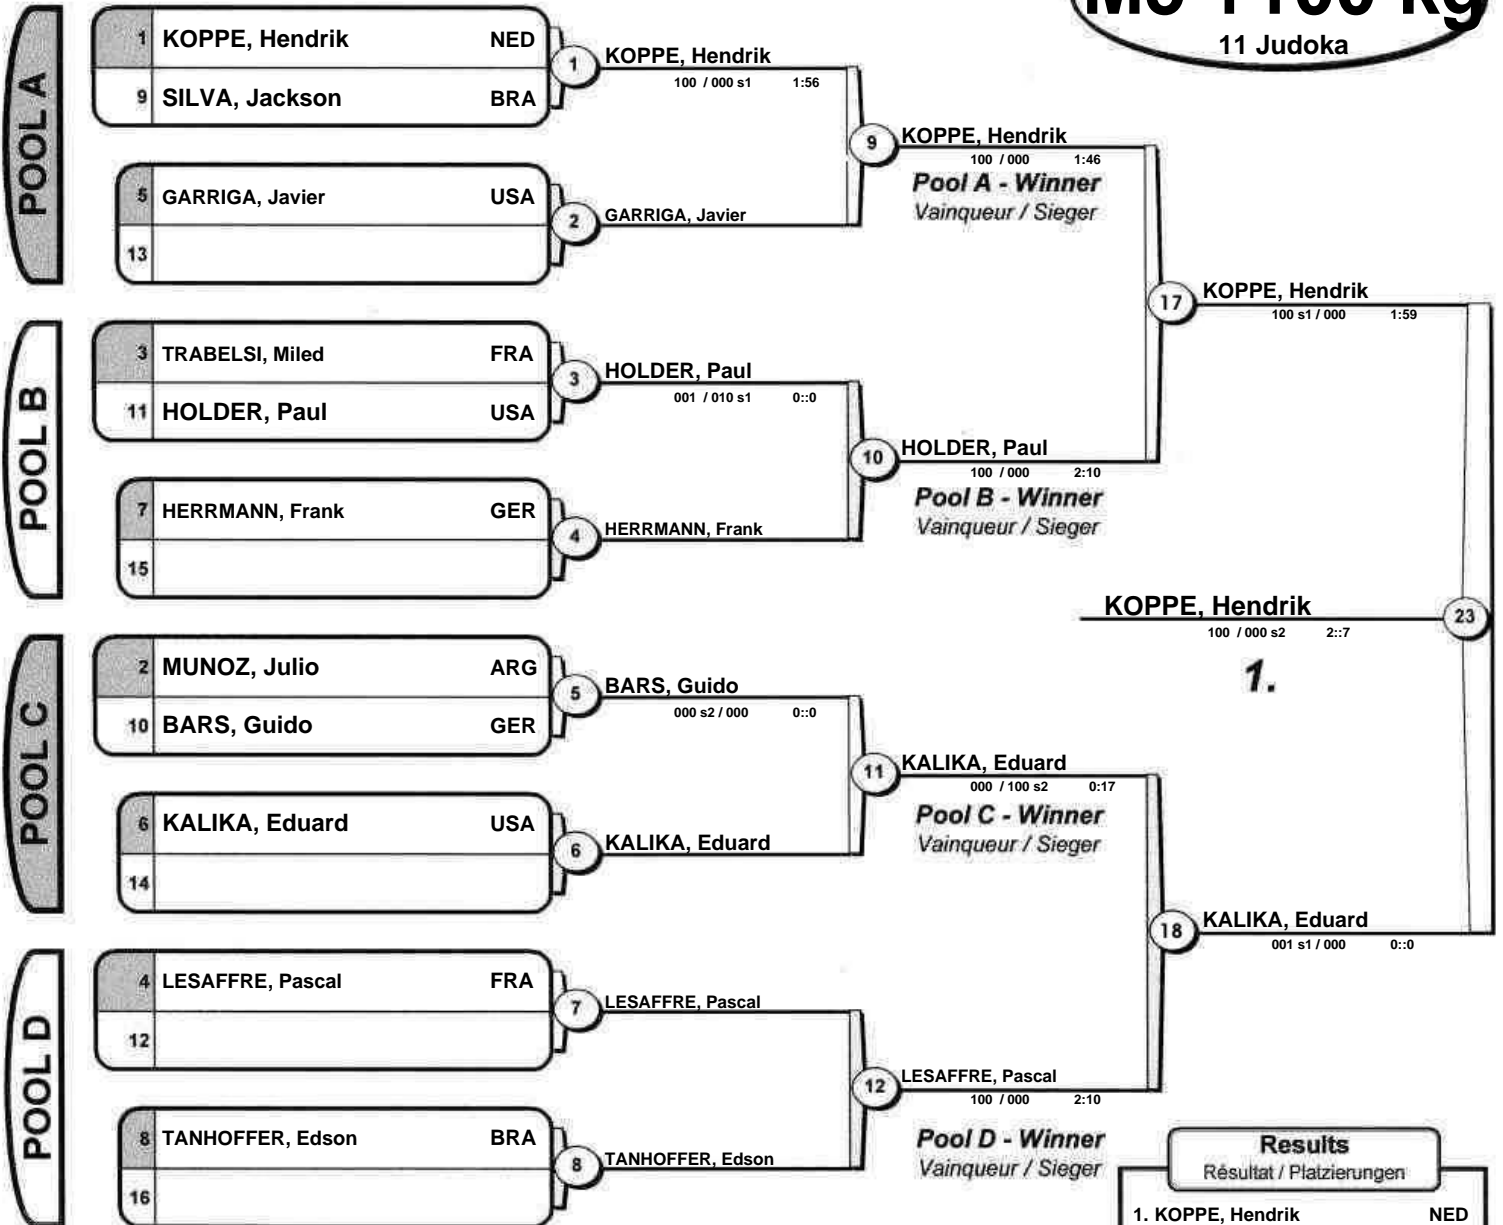 11 Judoka
POOL A
1 KOPPE, Hendrik NED
9 SILVA, Jackson BRA
1
KOPPE, Hendrik
100 / 000 s1 1:56
5 GARRIGA, Javier USA
13
2
GARRIGA, Javier
9
KOPPE, Hendrik
100 / 000 1:46
Pool A - Winner
Vainqueur / Sieger
POOL B
3 TRABELSI, Miled FRA
11 HOLDER, Paul USA
3
HOLDER, Paul
001 / 010 s1 0::0
7 HERRMANN, Frank GER
15
4
HERRMANN, Frank
10
HOLDER, Paul
100 / 000 2:10
Pool B - Winner
Vainqueur / Sieger
17
KOPPE, Hendrik
100 s1 / 000 1:59
POOL C
2 MUNOZ, Julio ARG
10 BARS, Guido GER
5
BARS, Guido
000 s2 / 000 0::0
6 KALIKA, Eduard USA
14
6
KALIKA, Eduard
11
KALIKA, Eduard
000 / 100 s2 0:17
Pool C - Winner
Vainqueur / Sieger
POOL D
4 LESAFFRE, Pascal FRA
12
7
LESAFFRE, Pascal
8 TANHOFFER, Edson BRA
16
8
TANHOFFER, Edson
12
LESAFFRE, Pascal
100 / 000 2:10
Pool D - Winner
Vainqueur / Sieger
18
KALIKA, Eduard
001 s1 / 000 0::0
23
KOPPE, Hendrik
100 / 000 s2 2::7
1.
Results
Résultat / Platzierungen
1. KOPPE, Hendrik NED